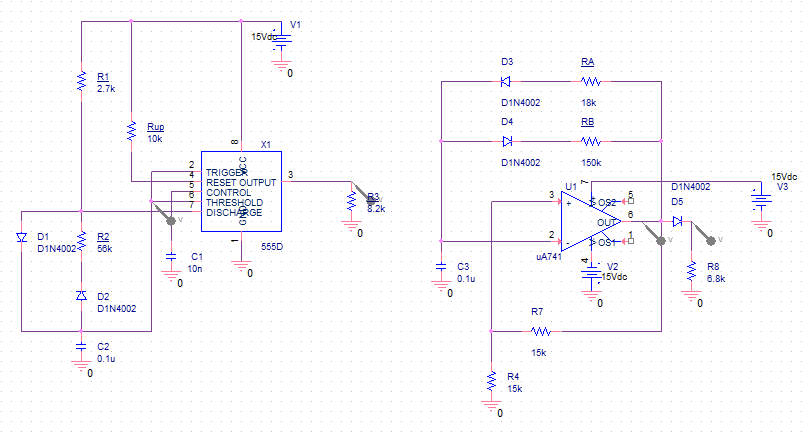 V1
15Vdc
0
R1
2.7k
Rup
10k
X1
8
VCC
2 TRIGGER
4 RESET OUTPUT 3
5 CONTROL
6 THRESHOLD
7 DISCHARGE
GND
1
555D
0
R3
8.2k
0
V
V
D1
D1N4002
R2
56k
C1
10n
0
D2
D1N4002
C2
0.1u
0
D3
D1N4002
RA
18k
D4
D1N4002
RB
150k
U1
3 +
2 -
7
V+
OS2 5
OUT 6
OS1 1
4
V-
uA741
D1N4002
D5
15Vdc
V3
0
V
V
V2
15Vdc
0
R8
6.8k
0
C3
0.1u
0
R7
15k
R4
15k
0